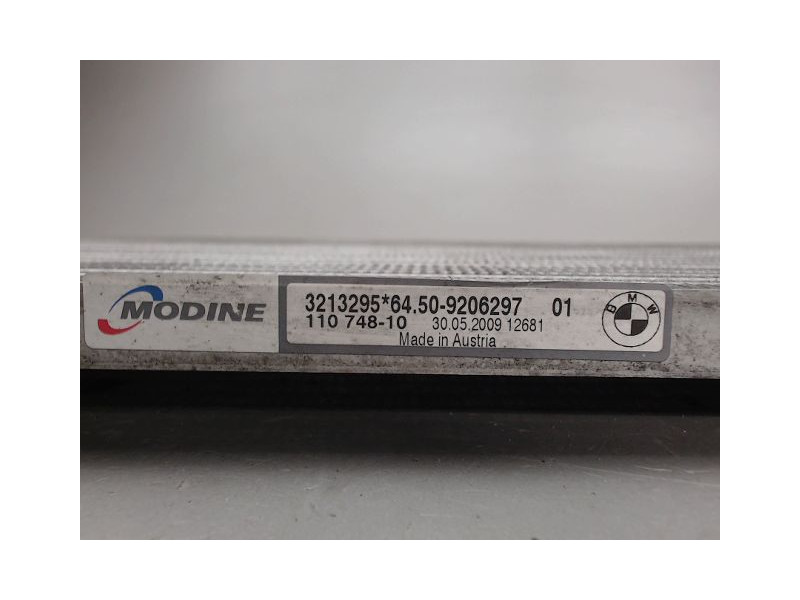 MODINE
3213295*64.50-9206297 01
110 748-10 30.05.2009 12681
Made in Austria
BMW